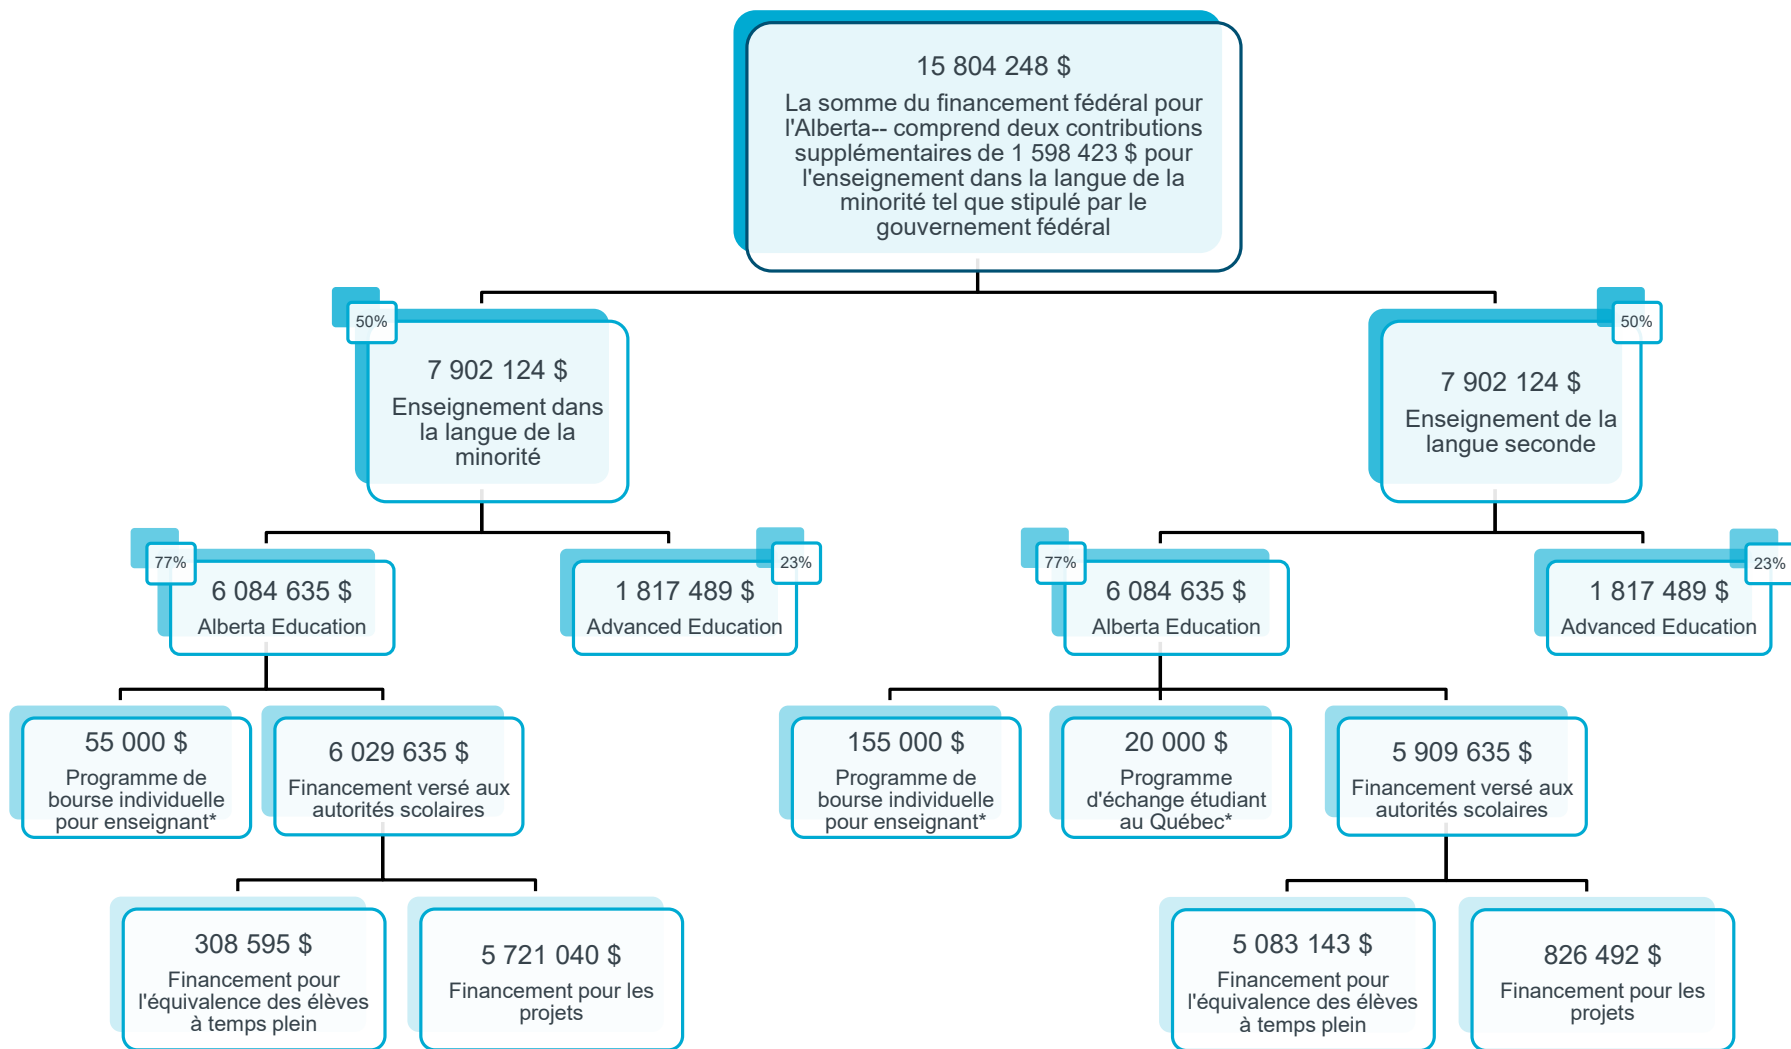 15 804 248 $
La somme du financement fédéral pour
l'Alberta-- comprend deux contributions
supplémentaires de 1 598 423 $ pour
l'enseignement dans la langue de la
minorité tel que stipulé par le
gouvernement fédéral
50%
7 902 124 $
Enseignement dans
la langue de la
minorité
50%
7 902 124 $
Enseignement de la
langue seconde
77%
6 084 635 $
Alberta Education
23%
1 817 489 $
Advanced Education
77%
6 084 635 $
Alberta Education
23%
1 817 489 $
Advanced Education
55 000 $
Programme de
bourse individuelle
pour enseignant*
6 029 635 $
Financement versé aux
autorités scolaires
155 000 $
Programme de
bourse individuelle
pour enseignant*
20 000 $
Programme
d'échange étudiant
au Québec*
5 909 635 $
Financement versé aux
autorités scolaires
308 595 $
Financement pour
l'équivalence des élèves
à temps plein
5 721 040 $
Financement pour les
projets
5 083 143 $
Financement pour
l'équivalence des élèves
à temps plein
826 492 $
Financement pour les
projets